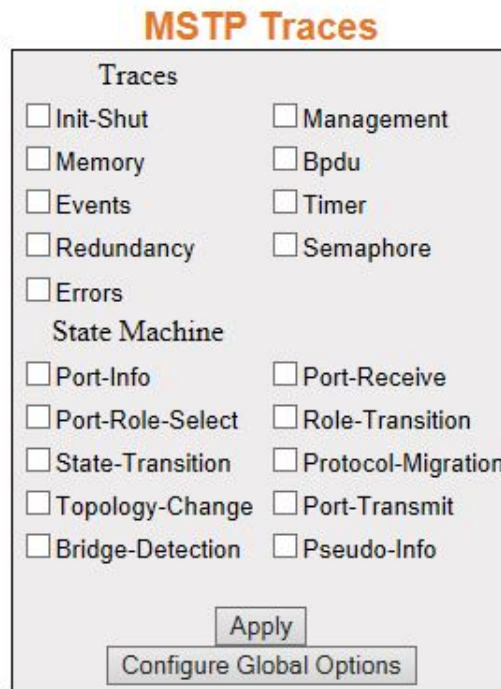 MSTP Traces
Traces
Init-Shut Management
Memory Bpdu
Events Timer
Redundancy Semaphore
Errors
State Machine
Port-Info Port-Receive
Port-Role-Select Role-Transition
State-Transition Protocol-Migration
Topology-Change Port-Transmit
Bridge-Detection Pseudo-Info
Apply
Configure Global Options